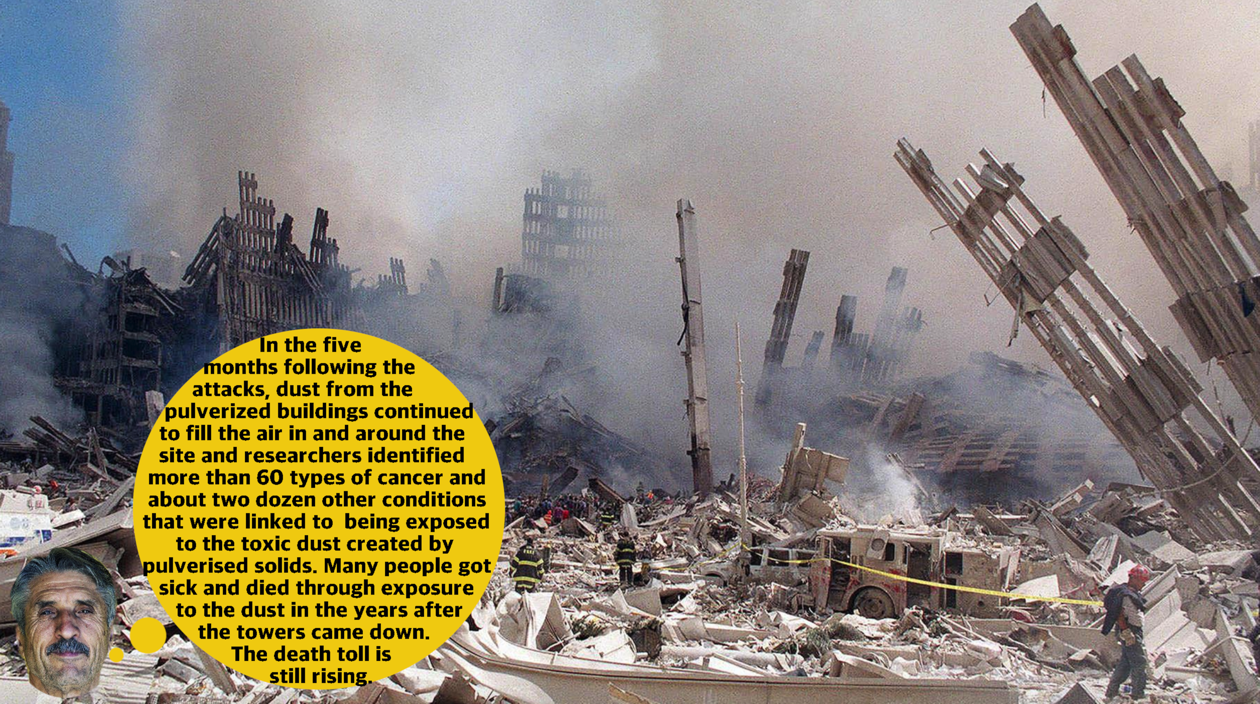 In the five
months following the
attacks, dust from the
pulverized buildings continued
to fill the air in and around the
site and researchers identified
more than 60 types of cancer and
about two dozen other conditions
that were linked to  being exposed
to the toxic dust created by
pulverised solids. Many people got
sick and died through exposure
to the dust in the years after
the towers came down.
The death toll is
still rising.